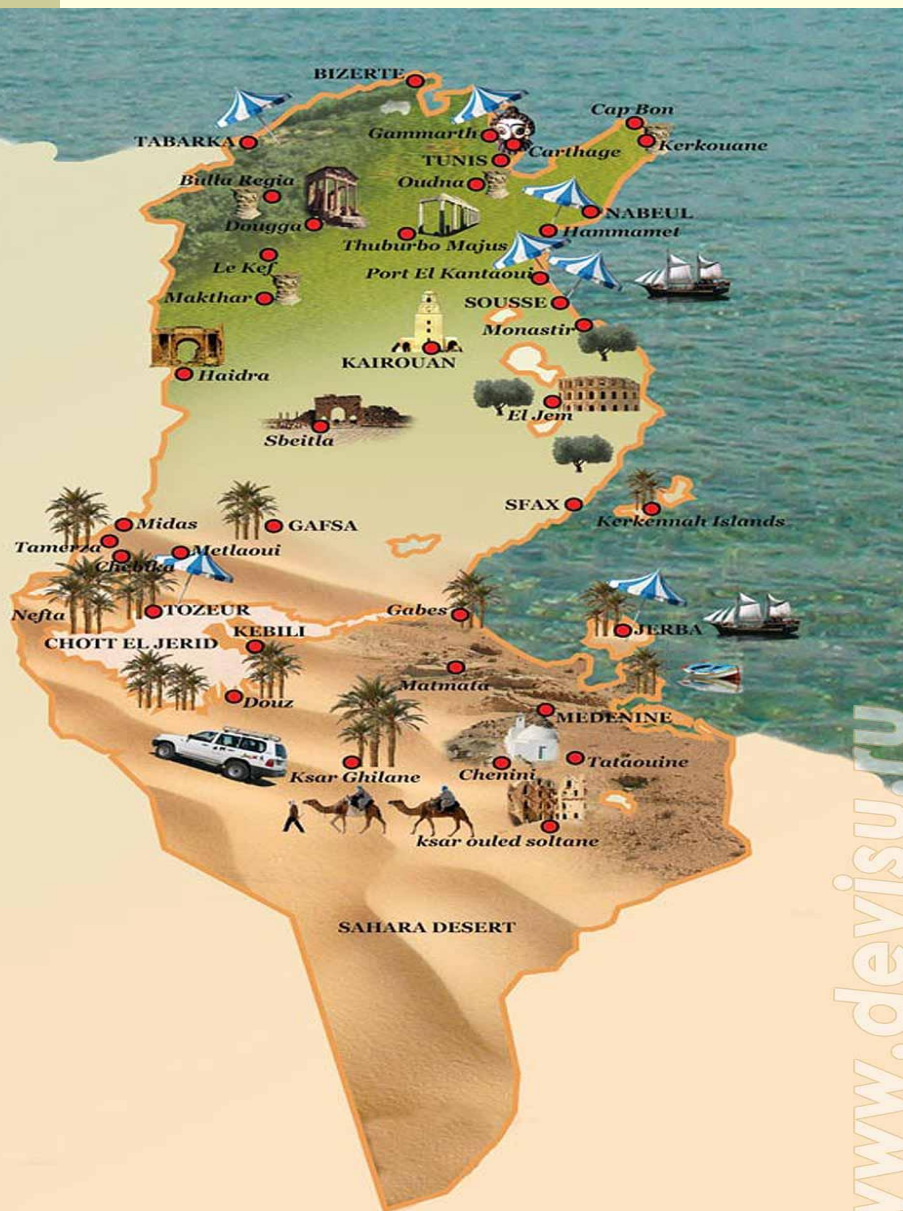 BIZERTE
Cap Bon
Gammarth
TABARKA
Kerkouane
Carthage
TUNIS
Bulla Regia
Oudna
NABEUL
Dougga
Hammamet
Thuburbo Majus
Le Kef
Port El Kantaoui
Makthar
SOUSSE
Monastir
KAIROUAN
Haidra
El Jem
Sbeitla
SFAX
Kerkennah Islands
Midas
GAFSA
Tamerza
Metlaoui
Chebika
Nefta
TOZEUR
Gabes
KEBILI
JERBA
CHOTT EL JERID
Matmata
Douz
MEDENINE
Tataouine
Ksar Ghilane
Chenini
ksar ouled soltane
SAHARA DESERT
www.devisu.ru